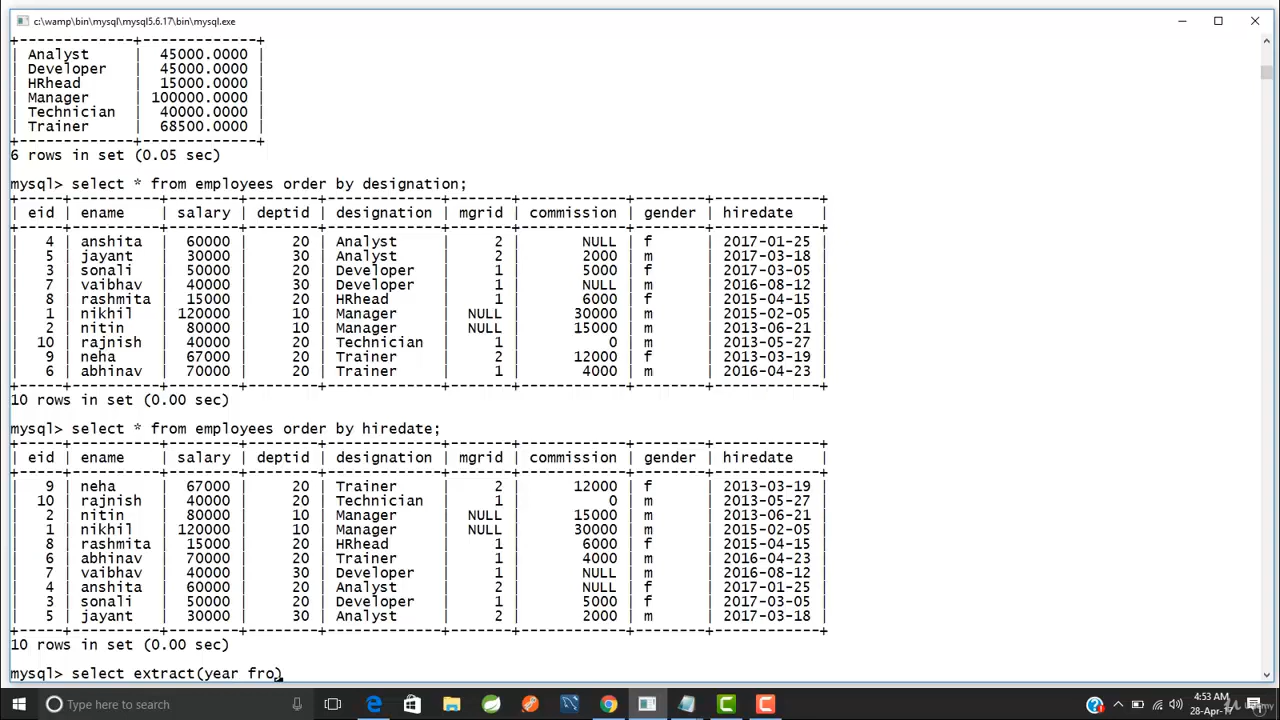 c:\wamp\bin\mysql\mysql5.6.17\bin\mysql.exe
+-------------+-------------+
| Analyst     |  45000.0000 |
| Developer   |  45000.0000 |
| HRhead      |  15000.0000 |
| Manager     | 100000.0000 |
| Technician  |  40000.0000 |
| Trainer     |  68500.0000 |
+-------------+-------------+
6 rows in set (0.05 sec)
mysql> select * from employees order by designation;
+-----+----------+--------+--------+-------------+-------+------------+--------+------------+
| eid | ename    | salary | deptid | designation | mgrid | commission | gender | hiredate   |
+-----+----------+--------+--------+-------------+-------+------------+--------+------------+
|   4 | anshita  |  60000 |     20 | Analyst     |     2 |       NULL | f      | 2017-01-25 |
|   5 | jayant   |  30000 |     30 | Analyst     |     2 |       2000 | m      | 2017-03-18 |
|   3 | sonali   |  50000 |     20 | Developer   |     1 |       5000 | f      | 2017-03-05 |
|   7 | vaibhav  |  40000 |     30 | Developer   |     1 |       NULL | m      | 2016-08-12 |
|   8 | rashmita |  15000 |     20 | HRhead      |     1 |       6000 | f      | 2015-04-15 |
|   1 | nikhil   | 120000 |     10 | Manager     |  NULL |      30000 | m      | 2015-02-05 |
|   2 | nitin    |  80000 |     10 | Manager     |  NULL |      15000 | m      | 2013-06-21 |
|  10 | rajnish  |  40000 |     20 | Technician  |     1 |          0 | m      | 2013-05-27 |
|   9 | neha     |  67000 |     20 | Trainer     |     2 |      12000 | f      | 2013-03-19 |
|   6 | abhinav  |  70000 |     20 | Trainer     |     1 |       4000 | m      | 2016-04-23 |
+-----+----------+--------+--------+-------------+-------+------------+--------+------------+
10 rows in set (0.00 sec)
mysql> select * from employees order by hiredate;
+-----+----------+--------+--------+-------------+-------+------------+--------+------------+
| eid | ename    | salary | deptid | designation | mgrid | commission | gender | hiredate   |
+-----+----------+--------+--------+-------------+-------+------------+--------+------------+
|   9 | neha     |  67000 |     20 | Trainer     |     2 |      12000 | f      | 2013-03-19 |
|  10 | rajnish  |  40000 |     20 | Technician  |     1 |          0 | m      | 2013-05-27 |
|   2 | nitin    |  80000 |     10 | Manager     |  NULL |      15000 | m      | 2013-06-21 |
|   1 | nikhil   | 120000 |     10 | Manager     |  NULL |      30000 | m      | 2015-02-05 |
|   8 | rashmita |  15000 |     20 | HRhead      |     1 |       6000 | f      | 2015-04-15 |
|   6 | abhinav  |  70000 |     20 | Trainer     |     1 |       4000 | m      | 2016-04-23 |
|   7 | vaibhav  |  40000 |     30 | Developer   |     1 |       NULL | m      | 2016-08-12 |
|   4 | anshita  |  60000 |     20 | Analyst     |     2 |       NULL | f      | 2017-01-25 |
|   3 | sonali   |  50000 |     20 | Developer   |     1 |       5000 | f      | 2017-03-05 |
|   5 | jayant   |  30000 |     30 | Analyst     |     2 |       2000 | m      | 2017-03-18 |
+-----+----------+--------+--------+-------------+-------+------------+--------+------------+
10 rows in set (0.00 sec)
mysql> select extract(year fro)
Type here to search
4:53 AM
28-Apr-